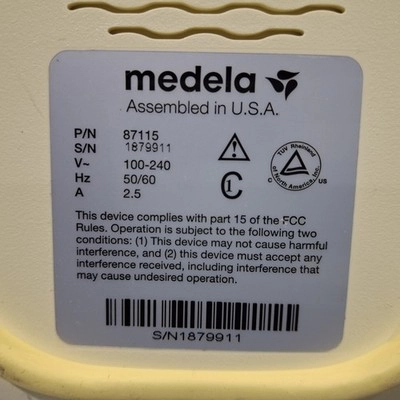 medela
Assembled in U.S.A.
P/N 87115
S/N 1879911
V~ 100-240
Hz 50/60
A 2.5
TUV Rheinland
of North America, Inc.
C US
This device complies with part 15 of the FCC
Rules. Operation is subject to the following two
conditions: (1) This device may not cause harmful
interference, and (2) this device must accept any
interference received, including interference that
may cause undesired operation.
S/N1879911